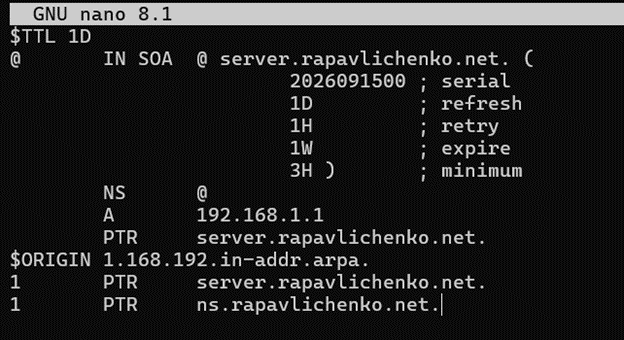 GNU nano 8.1
$TTL 1D
@ IN SOA @ server.rapavlichenko.net. (
2026091500 ; serial
1D ; refresh
1H ; retry
1W ; expire
3H ) ; minimum
NS @
A 192.168.1.1
PTR server.rapavlichenko.net.
$ORIGIN 1.168.192.in-addr.arpa.
1 PTR server.rapavlichenko.net.
1 PTR ns.rapavlichenko.net.